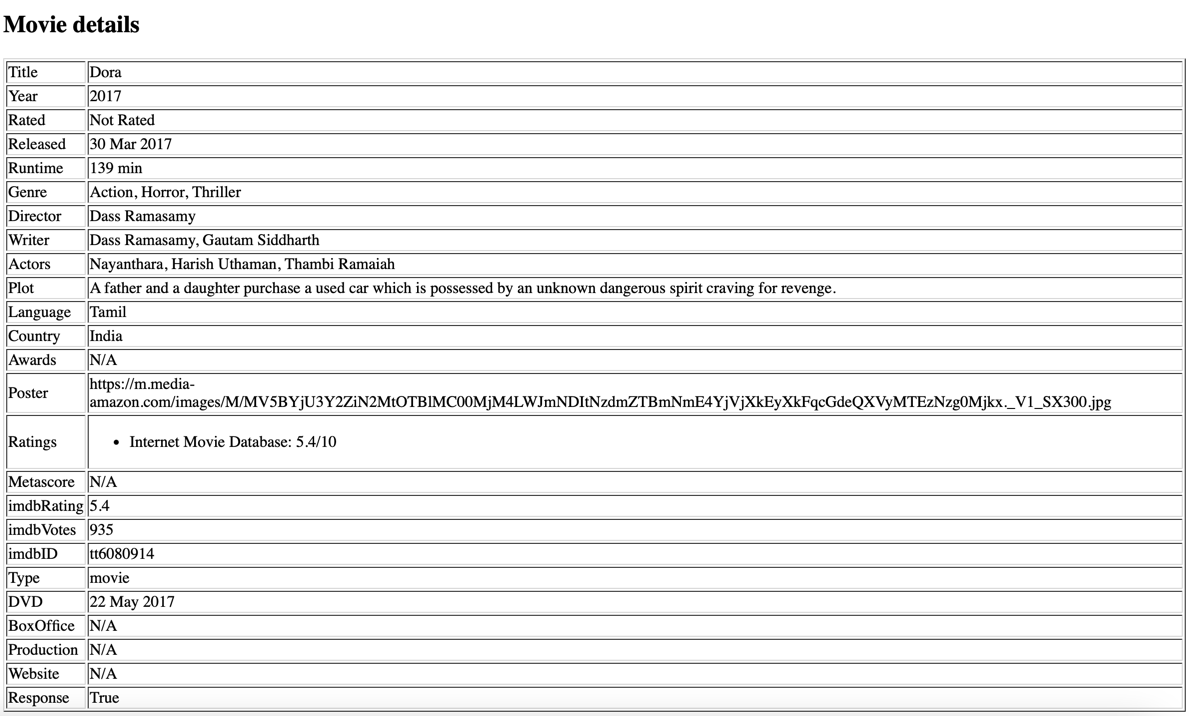 Movie details
Title Dora
Year 2017
Rated Not Rated
Released 30 Mar 2017
Runtime 139 min
Genre Action, Horror, Thriller
Director Dass Ramasamy
Writer Dass Ramasamy, Gautam Siddharth
Actors Nayanthara, Harish Uthaman, Thambi Ramaiah
Plot A father and a daughter purchase a used car which is possessed by an unknown dangerous spirit craving for revenge.
Language Tamil
Country India
Awards N/A
Poster https://m.media-
amazon.com/images/M/MV5BYjU3Y2ZiN2MtOTBlMC00MjM4LWJmNDItNzdmZTBmNmE4YjVjXkEyXkFqcGdeQXVyMTEzNzg0Mjkx._V1_SX300.jpg
Ratings • Internet Movie Database: 5.4/10
Metascore N/A
imdbRating 5.4
imdbVotes 935
imdbID tt6080914
Type movie
DVD 22 May 2017
BoxOffice N/A
Production N/A
Website N/A
Response True